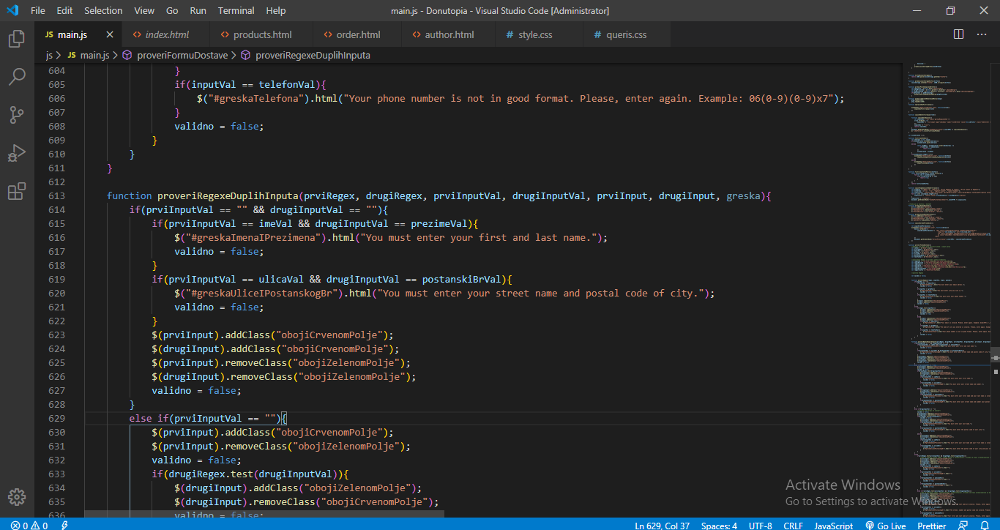 File Edit Selection View Go Run Terminal Help main.js - Donutopia - Visual Studio Code [Administrator]
JS main.js <> index.html <> products.html <> order.html <> author.html # style.css # queris.css
js > JS main.js > proveriFormuDostave > proveriRegexeDuplihInputa
604 }
605 if(inputVal == telefonVal){
606 $("#greskaTelefona").html("Your phone number is not in good format. Please, enter again. Example: 06(0-9)(0-9)x7");
607 }
608 validno = false;
609 }
610 }
611 }
612
613 function proveriRegexeDuplihInputa(prviRegex, drugiRegex, prviInputVal, drugiInputVal, prviInput, drugiInput, greska){
614 if(prviInputVal == "" && drugiInputVal == ""){
615 if(prviInputVal == imeVal && drugiInputVal == prezimeVal){
616 $("#greskaImenaIPrezimena").html("You must enter your first and last name.");
617 validno = false;
618 }
619 if(prviInputVal == ulicaVal && drugiInputVal == postanskiBrVal){
620 $("#greskaUliceIPostanskogBr").html("You must enter your street name and postal code of city.");
621 validno = false;
622 }
623 $(prviInput).addClass("obojiCrvenomPolje");
624 $(drugiInput).addClass("obojiCrvenomPolje");
625 $(prviInput).removeClass("obojiZelenomPolje");
626 $(drugiInput).removeClass("obojiZelenomPolje");
627 validno = false;
628 }
629 else if(prviInputVal == ""){
630 $(prviInput).addClass("obojiCrvenomPolje");
631 $(prviInput).removeClass("obojiZelenomPolje");
632 validno = false;
633 if(drugiRegex.test(drugiInputVal)){
634 $(drugiInput).addClass("obojiZelenomPolje");
635 $(drugiInput).removeClass("obojiCrvenomPolje");
636 validno = false;
Activate Windows
Go to Settings to activate Windows.
0 0 Ln 629, Col 37 Spaces: 4 UTF-8 CRLF JavaScript Go Live Prettier